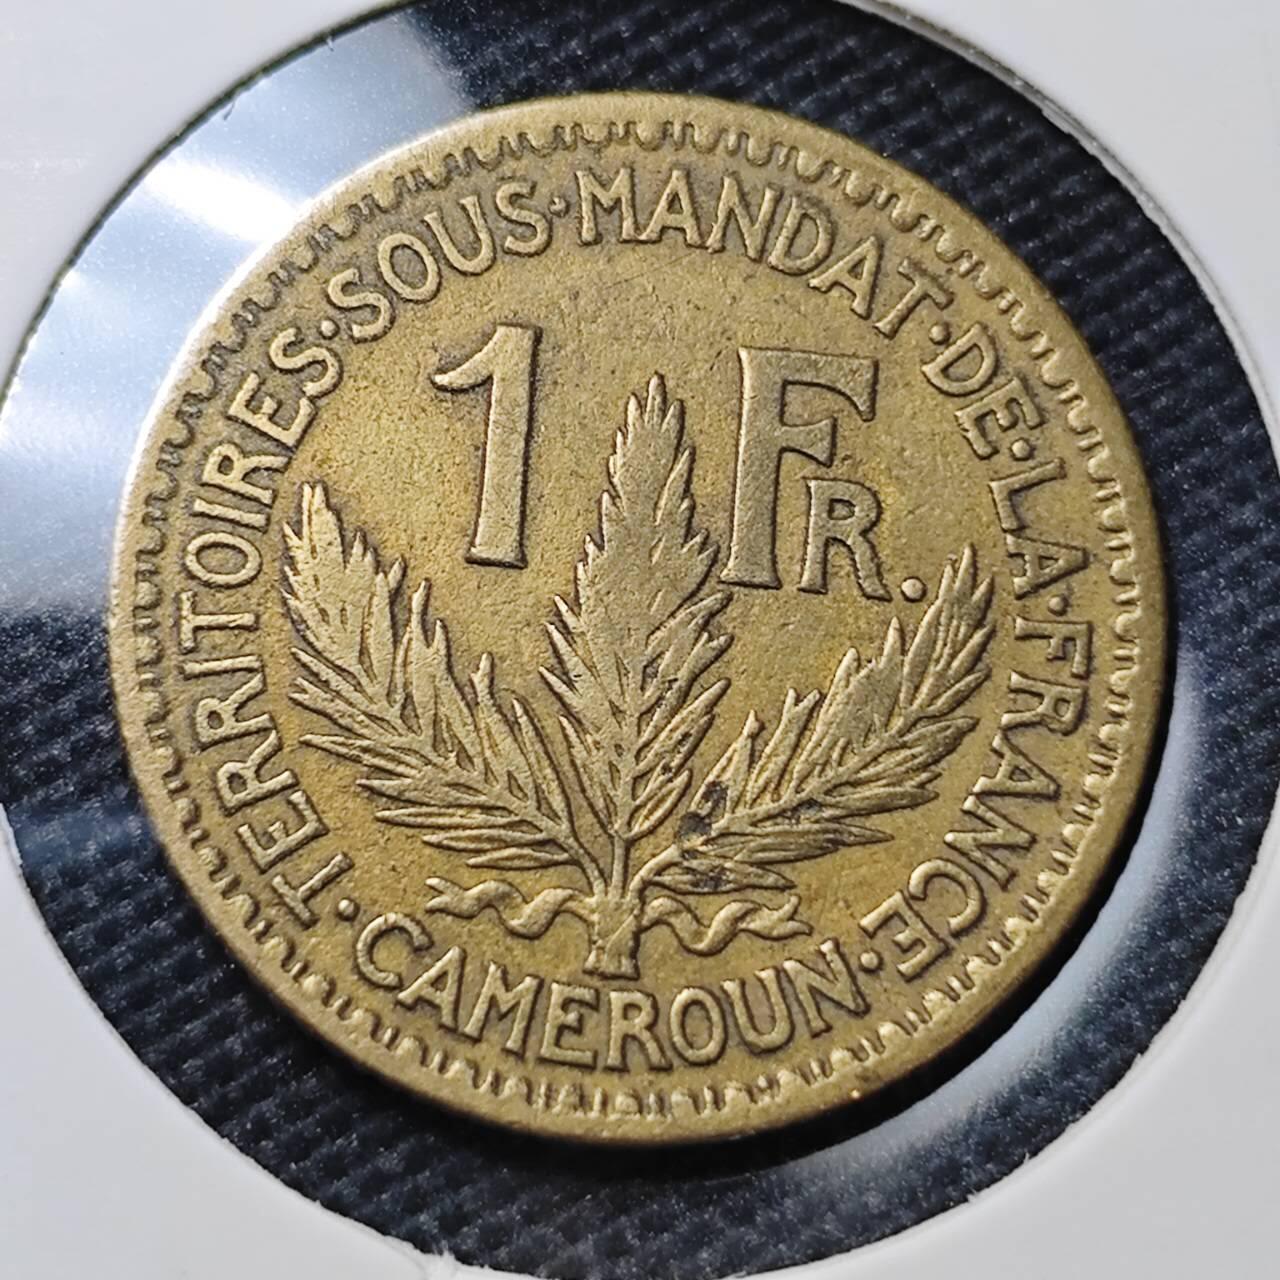 TERRITOIRES·SOUS·MANDAT·DE·LA·FRANCE·
1 FR.
CAMEROUN·